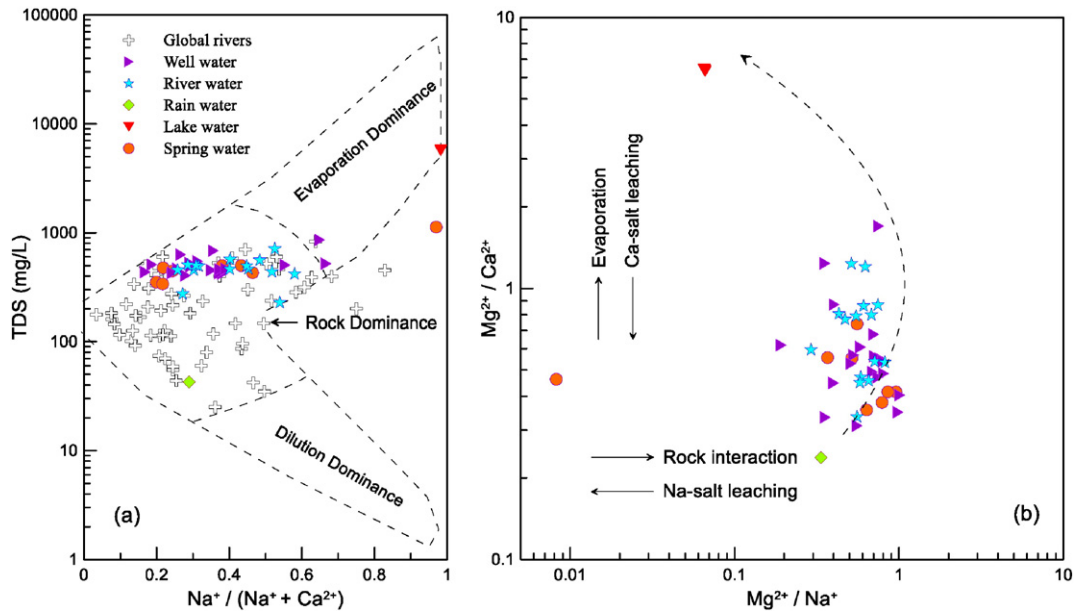 100000
10000
1000
100
10
1
TDS (mg/L)
Global rivers
Well water
River water
Rain water
Lake water
Spring water
Evaporation Dominance
Rock Dominance
Dilution Dominance
(a)
0 0.2 0.4 0.6 0.8 1
Na⁺ / (Na⁺ + Ca²⁺)
10
1
0.1
Mg²⁺ / Ca²⁺
Evaporation
Ca-salt leaching
Rock interaction
Na-salt leaching
(b)
0.01 0.1 1 10
Mg²⁺ / Na⁺